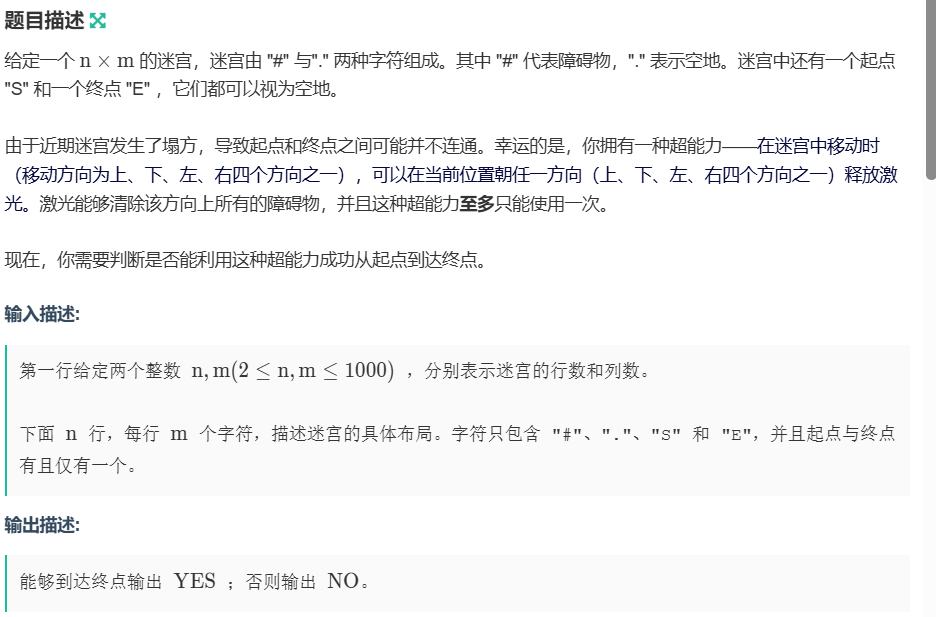 题目描述
给定一个 n × m 的迷宫，迷宫由 "#" 与"." 两种字符组成。其中 "#" 代表障碍物，"." 表示空地。迷宫中还有一个起点
"S" 和一个终点 "E" ，它们都可以视为空地。
由于近期迷宫发生了塌方，导致起点和终点之间可能并不连通。幸运的是，你拥有一种超能力——在迷宫中移动时
（移动方向为上、下、左、右四个方向之一），可以在当前位置朝任一方向（上、下、左、右四个方向之一）释放激
光。激光能够清除该方向上所有的障碍物，并且这种超能力至多只能使用一次。
现在，你需要判断是否能利用这种超能力成功从起点到达终点。
输入描述:
第一行给定两个整数 n, m(2 ≤ n, m ≤ 1000) ，分别表示迷宫的行数和列数。
下面 n 行，每行 m 个字符，描述迷宫的具体布局。字符只包含 "#"、"."、"S" 和 "E"，并且起点与终点
有且仅有一个。
输出描述:
能够到达终点输出 YES ；否则输出 NO。